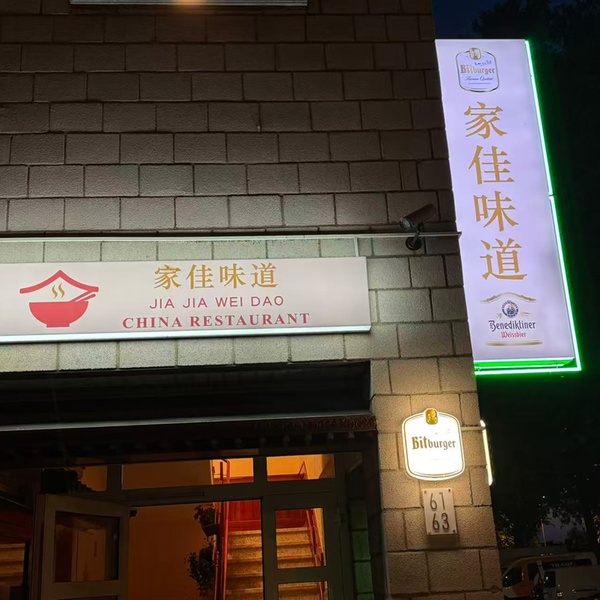 家佳味道
JIA JIA WEI DAO
CHINA RESTAURANT
Bitburger
家佳味道
Benediktiner
Weissbier
Bitburger
61
63